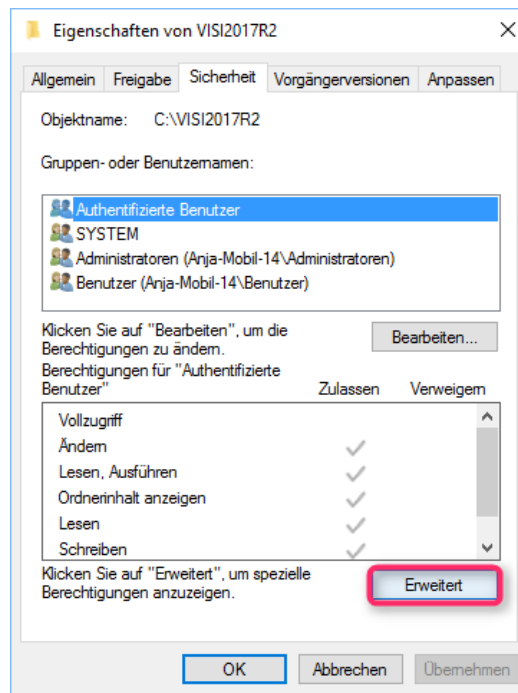 Eigenschaften von VISI2017R2
Allgemein Freigabe Sicherheit Vorgängerversionen Anpassen
Objektname: C:\VISI2017R2
Gruppen- oder Benutzernamen:
Authentifizierte Benutzer
SYSTEM
Administratoren (Anja-Mobil-14\Administratoren)
Benutzer (Anja-Mobil-14\Benutzer)
Klicken Sie auf "Bearbeiten", um die
Berechtigungen zu ändern.
Bearbeiten...
Berechtigungen für "Authentifizierte
Benutzer"
Zulassen Verweigern
Vollzugriff
Ändern
Lesen, Ausführen
Ordnerinhalt anzeigen
Lesen
Schreiben
Klicken Sie auf "Erweitert", um spezielle
Berechtigungen anzuzeigen.
Erweitert
OK Abbrechen Übernehmen